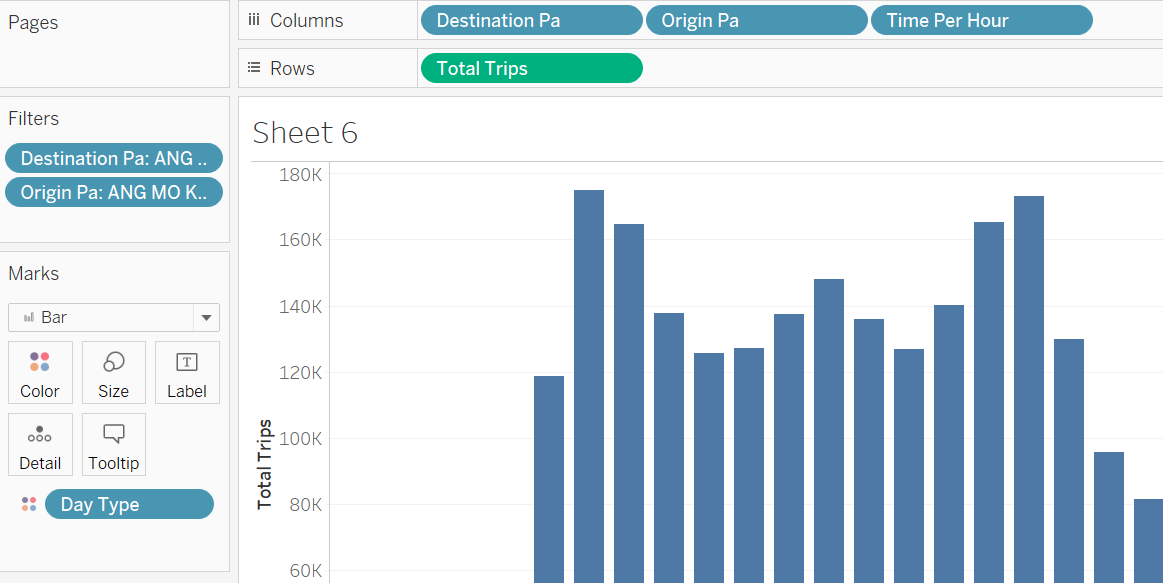 Pages
Columns
Destination Pa
Origin Pa
Time Per Hour
Rows
Total Trips
Filters
Destination Pa: ANG ..
Origin Pa: ANG MO K..
Marks
Bar
Color
Size
T
Label
Detail
Tooltip
Day Type
Sheet 6
180K
160K
140K
120K
100K
80K
60K
Total Trips